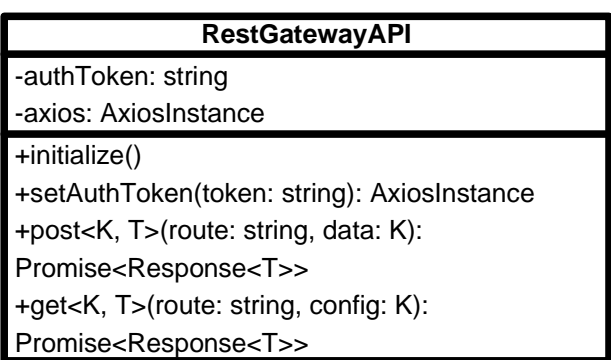 RestGatewayAPI
-authToken: string
-axios: AxiosInstance
+initialize()
+setAuthToken(token: string): AxiosInstance
+post<K, T>(route: string, data: K):
Promise<Response<T>>
+get<K, T>(route: string, config: K):
Promise<Response<T>>